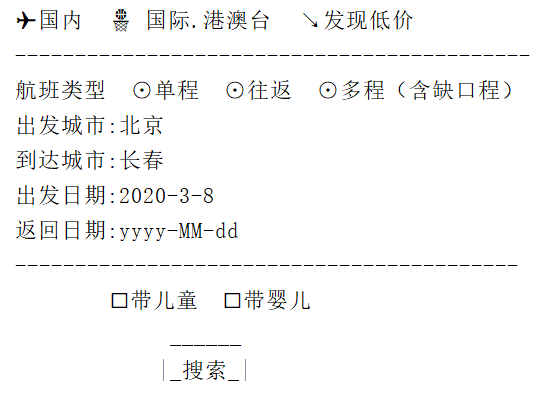 ✈国内 国际.港澳台 ↘发现低价
-------------------------------------------
航班类型 ⊙单程 ⊙往返 ⊙多程（含缺口程）
出发城市:北京
到达城市:长春
出发日期:2020-3-8
返回日期:yyyy-MM-dd
------------------------------------------
□带儿童 □带婴儿
______
|_搜索_|